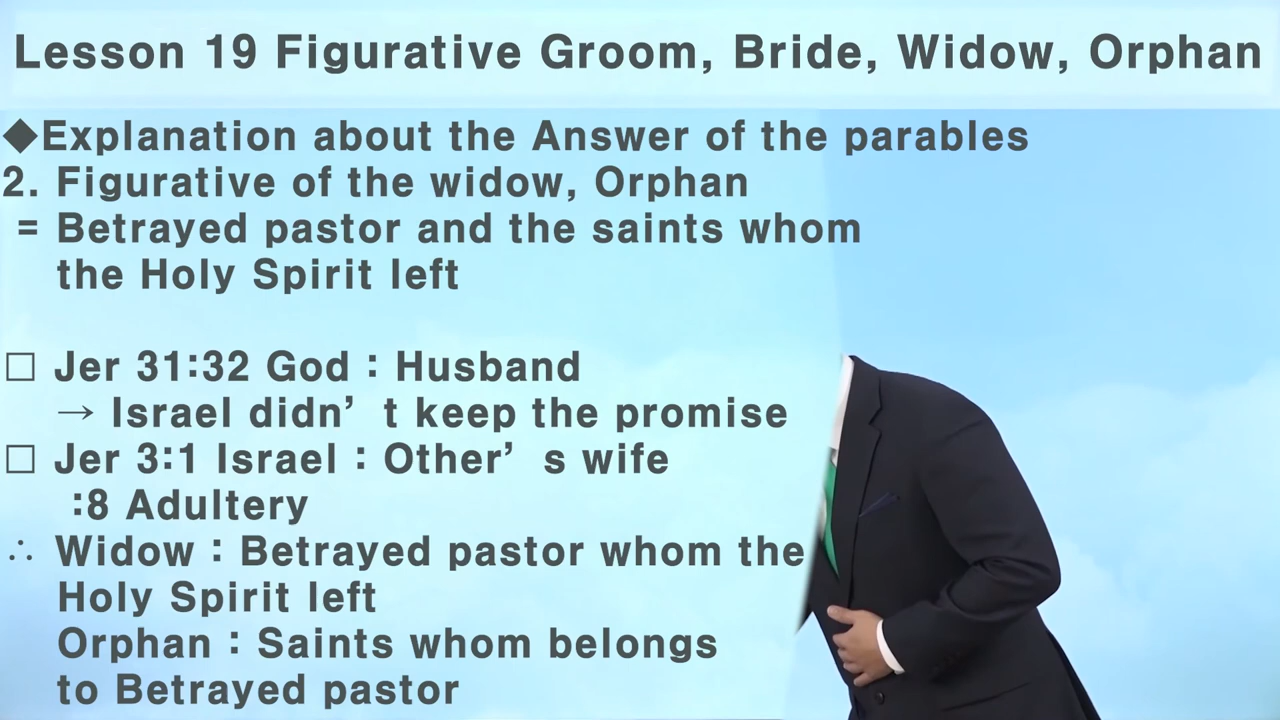 Lesson 19 Figurative Groom, Bride, Widow, Orphan
◆Explanation about the Answer of the parables
2. Figurative of the widow, Orphan
= Betrayed pastor and the saints whom
the Holy Spirit left
□ Jer 31:32 God : Husband
→ Israel didn’ t keep the promise
□ Jer 3:1 Israel : Other’ s wife
:8 Adultery
∴ Widow : Betrayed pastor whom the
Holy Spirit left
Orphan : Saints whom belongs
to Betrayed pastor